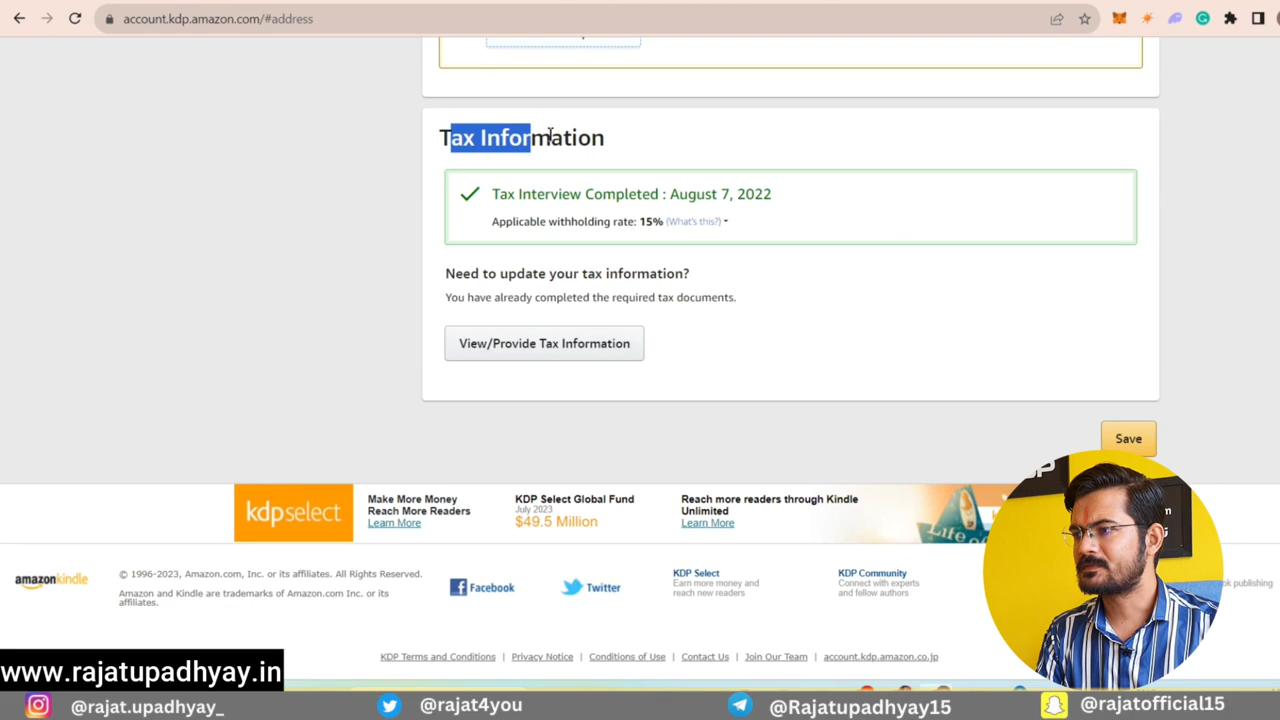 account.kdp.amazon.com/#address
Tax Information
Tax Interview Completed : August 7, 2022
Applicable withholding rate: 15% (What's this?)
Need to update your tax information?
You have already completed the required tax documents.
View/Provide Tax Information
Save
kdpselect
Make More Money
Reach More Readers
Learn More
KDP Select Global Fund
July 2023
$49.5 Million
Reach more readers through Kindle
Unlimited
Learn More
Life of
amazonkindle
© 1996-2023, Amazon.com, Inc. or its affiliates. All Rights Reserved.
Amazon and Kindle are trademarks of Amazon.com Inc. or its
affiliates.
Facebook
Twitter
KDP Select
Earn more money and
reach new readers
KDP Community
Connect with experts
and fellow authors
book publishing
KDP Terms and Conditions | Privacy Notice | Conditions of Use | Contact Us | Join Our Team | account.kdp.amazon.co.jp
www.rajatupadhyay.in
@rajat.upadhyay_
@rajat4you
@Rajatupadhyay15
@rajatofficial15